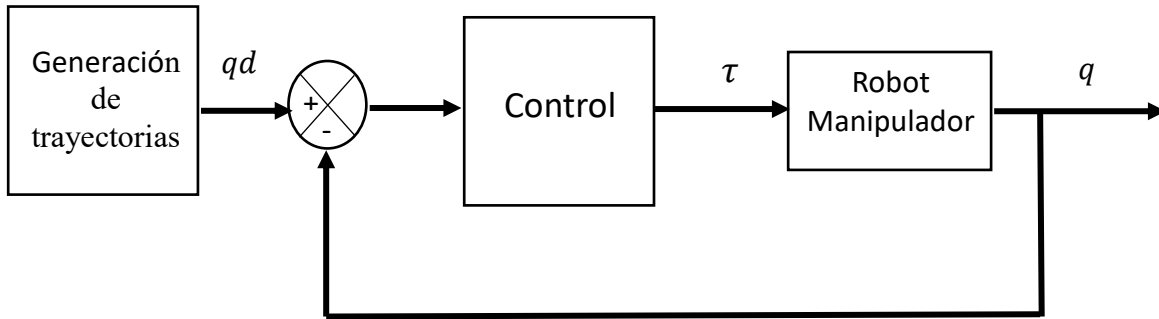 Generación
de
trayectorias
qd
+
-
Control
τ
Robot
Manipulador
q